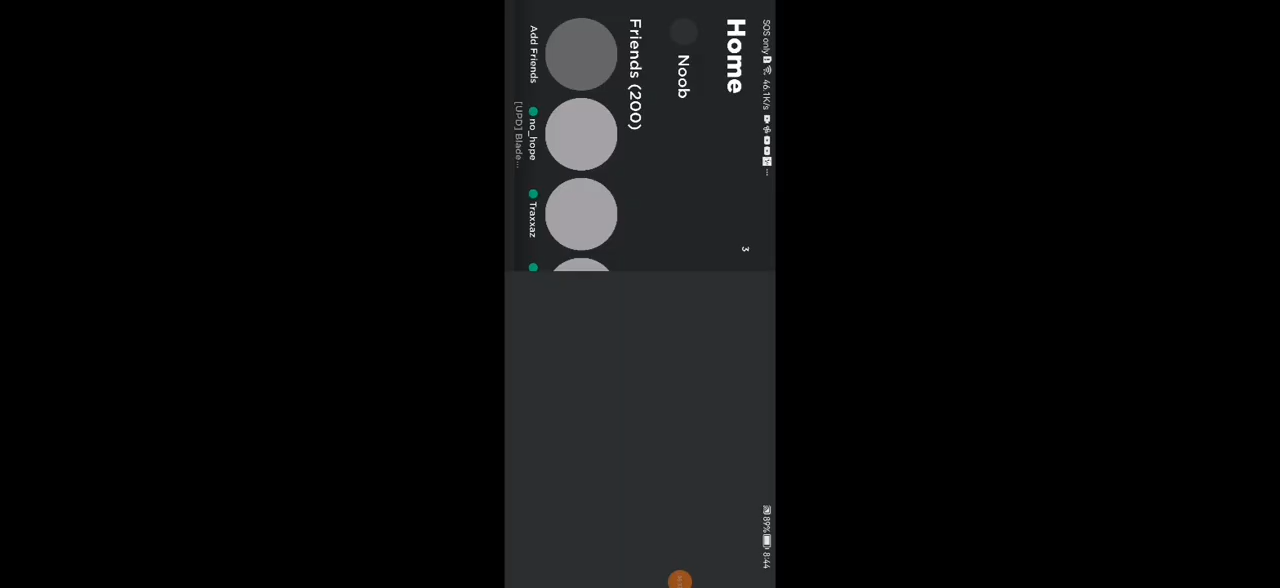 SOS only 46.1K/s ... 89% 8:44
3
Home
Noob
Friends (200)
Add Friends
no_hope
Traxxaz
[UPD] Blade...